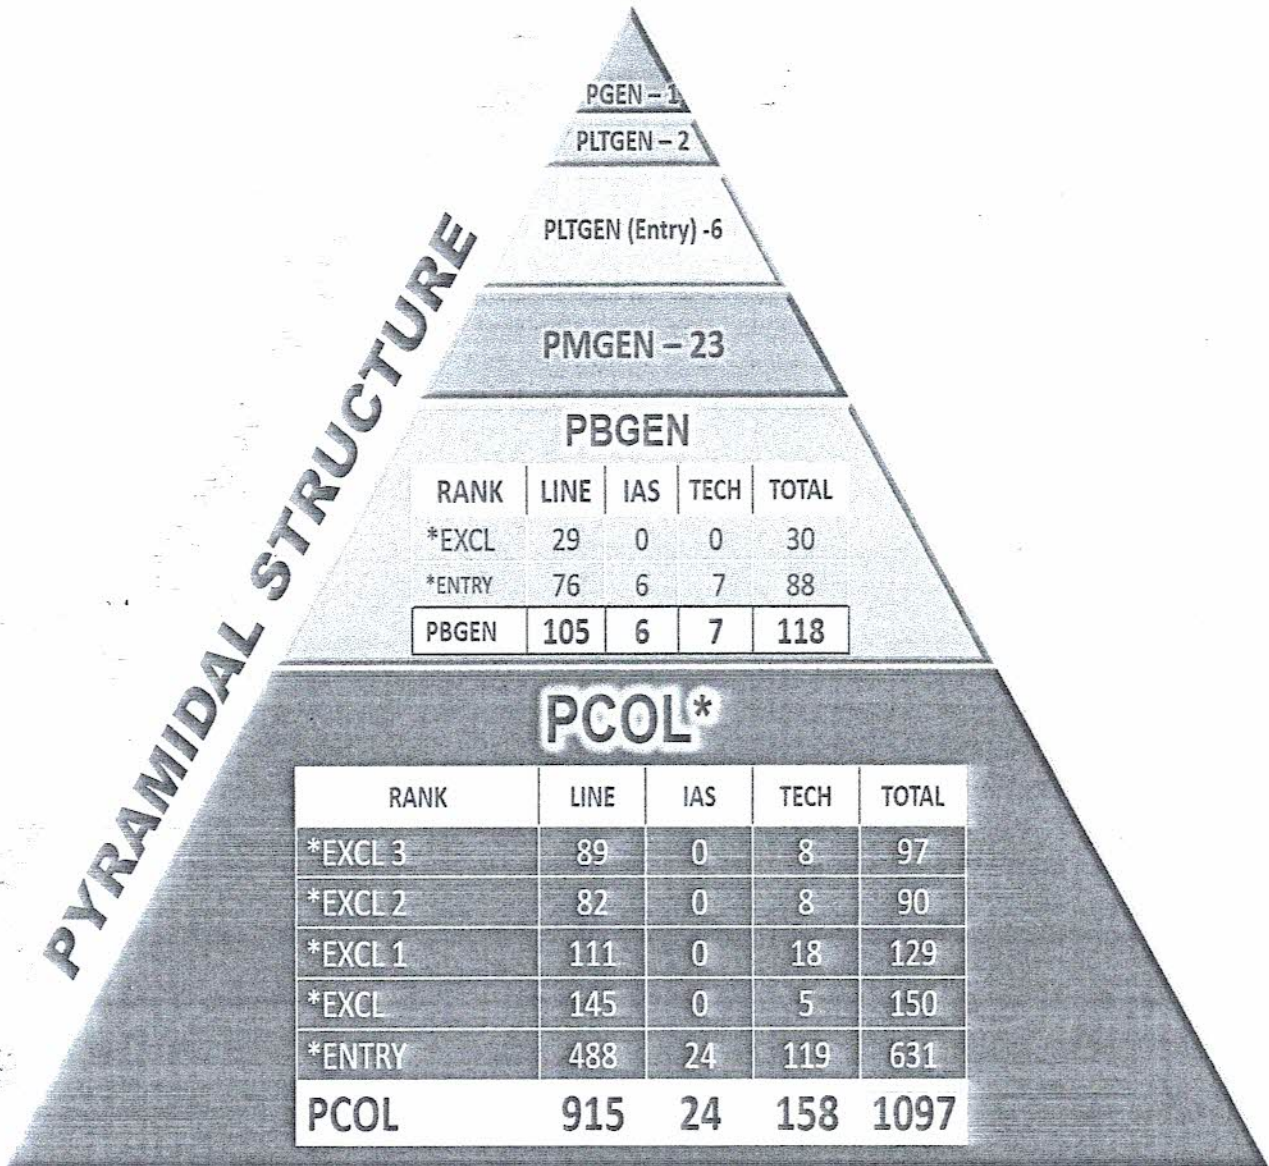 PGEN – 1
PLTGEN – 2
PLTGEN (Entry) -6
PMGEN – 23
PYRAMIDAL STRUCTURE
PBGEN
RANK LINE IAS TECH TOTAL
*EXCL 29 0 0 30
*ENTRY 76 6 7 88
PBGEN 105 6 7 118
PCOL*
RANK LINE IAS TECH TOTAL
*EXCL 3 89 0 8 97
*EXCL 2 82 0 8 90
*EXCL 1 111 0 18 129
*EXCL 145 0 5 150
*ENTRY 488 24 119 631
PCOL 915 24 158 1097